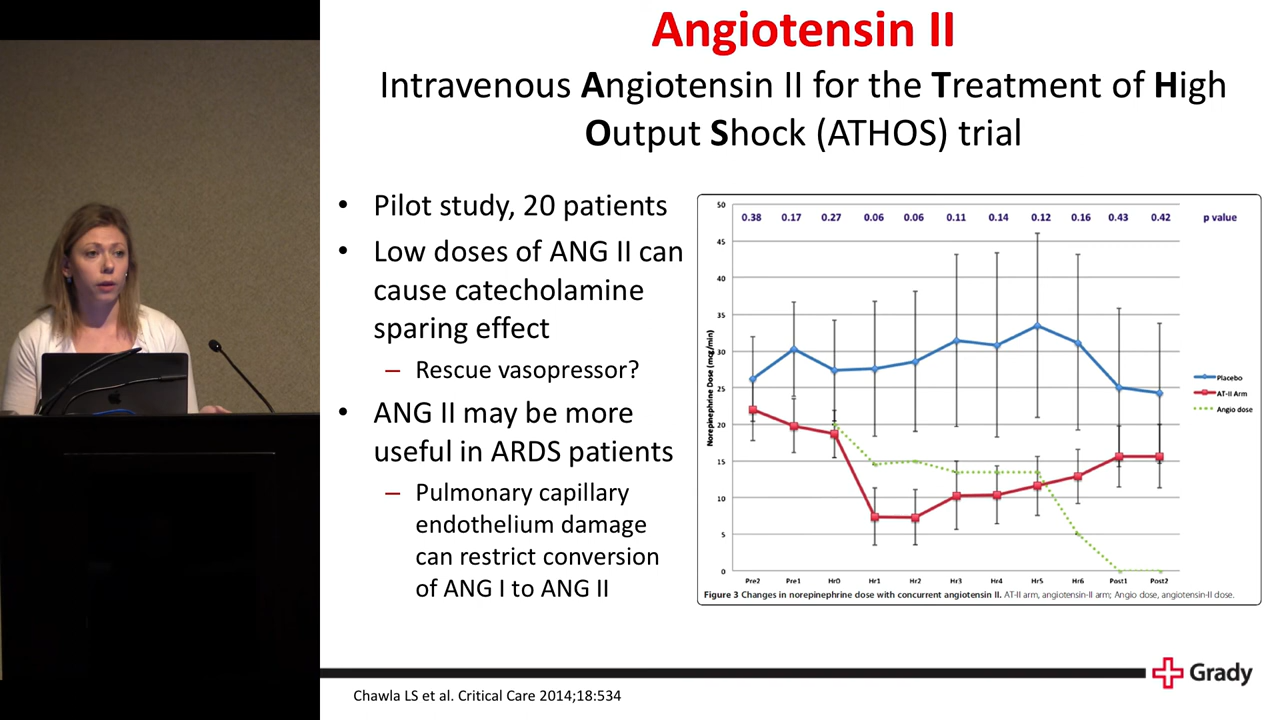 Angiotensin II
Intravenous Angiotensin II for the Treatment of High
Output Shock (ATHOS) trial
• Pilot study, 20 patients
• Low doses of ANG II can
cause catecholamine
sparing effect
– Rescue vasopressor?
• ANG II may be more
useful in ARDS patients
– Pulmonary capillary
endothelium damage
can restrict conversion
of ANG I to ANG II
50
0.38 0.17 0.27 0.06 0.06 0.11 0.14 0.12 0.16 0.43 0.42 p value
45
40
35
30
25
20
15
10
5
0
Norepinephrine Dose (mcg/min)
Placebo
AT-II Arm
Angio dose
Pre2 Pre1 Hr0 Hr1 Hr2 Hr3 Hr4 Hr5 Hr6 Post1 Post2
Figure 3 Changes in norepinephrine dose with concurrent angiotensin II. AT-II arm, angiotensin-II arm; Angio dose, angiotensin-II dose.
Grady
Chawla LS et al. Critical Care 2014;18:534